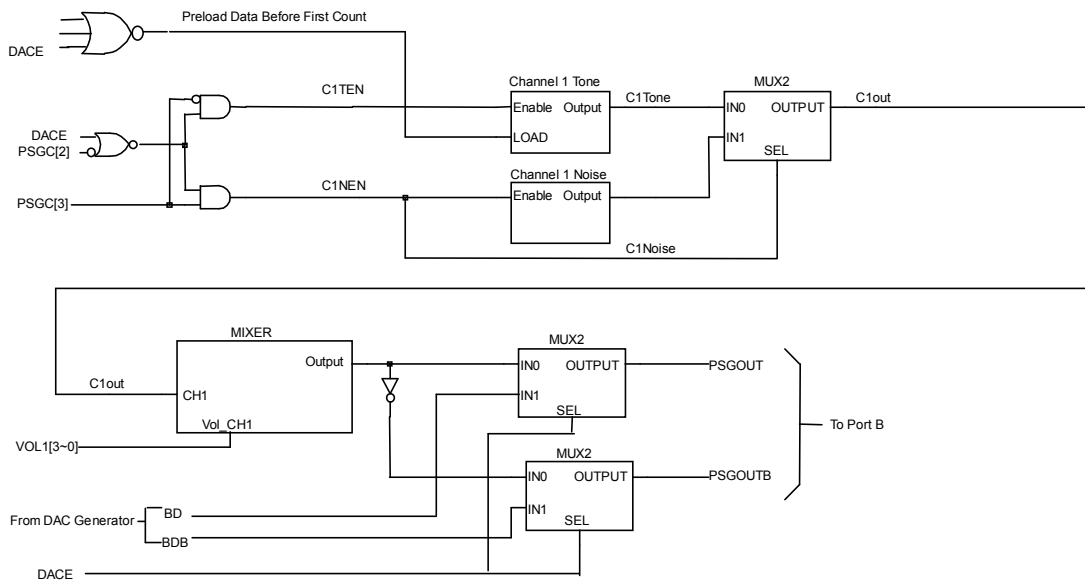 Preload Data Before First Count
DACE
Channel 1 Tone
MUX2
C1TEN
Enable Output
C1Tone
IN0 OUTPUT
C1out
LOAD
IN1
DACE
PSGC[2]
SEL
Channel 1 Noise
C1NEN
Enable Output
PSGC[3]
C1Noise
MIXER
MUX2
Output
IN0 OUTPUT
PSGOUT
C1out
CH1
IN1
SEL
Vol_CH1
To Port B
VOL1[3~0]
MUX2
IN0 OUTPUT
PSGOUTB
IN1
From DAC Generator
BD
SEL
BDB
DACE